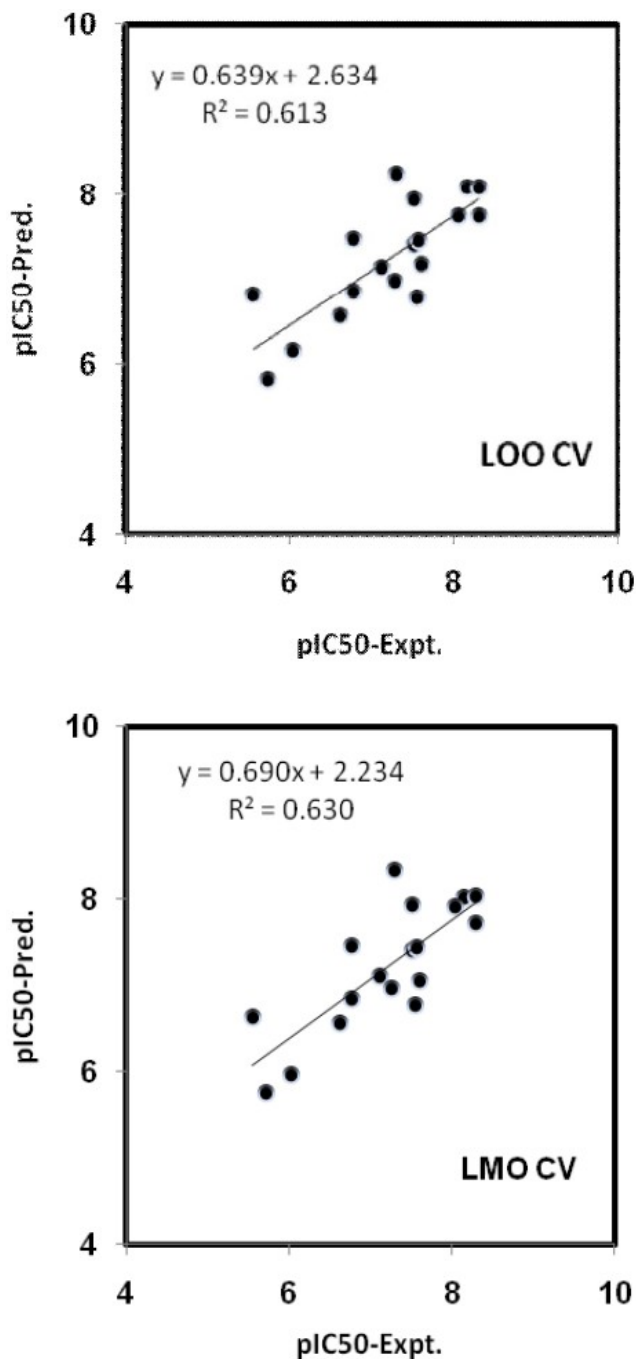 10
y = 0.639x + 2.634
R² = 0.613
8
pIC50-Pred.
6
LOO CV
4
4 6 8 10
pIC50-Expt.
10
y = 0.690x + 2.234
R² = 0.630
8
pIC50-Pred.
6
LMO CV
4
4 6 8 10
pIC50-Expt.